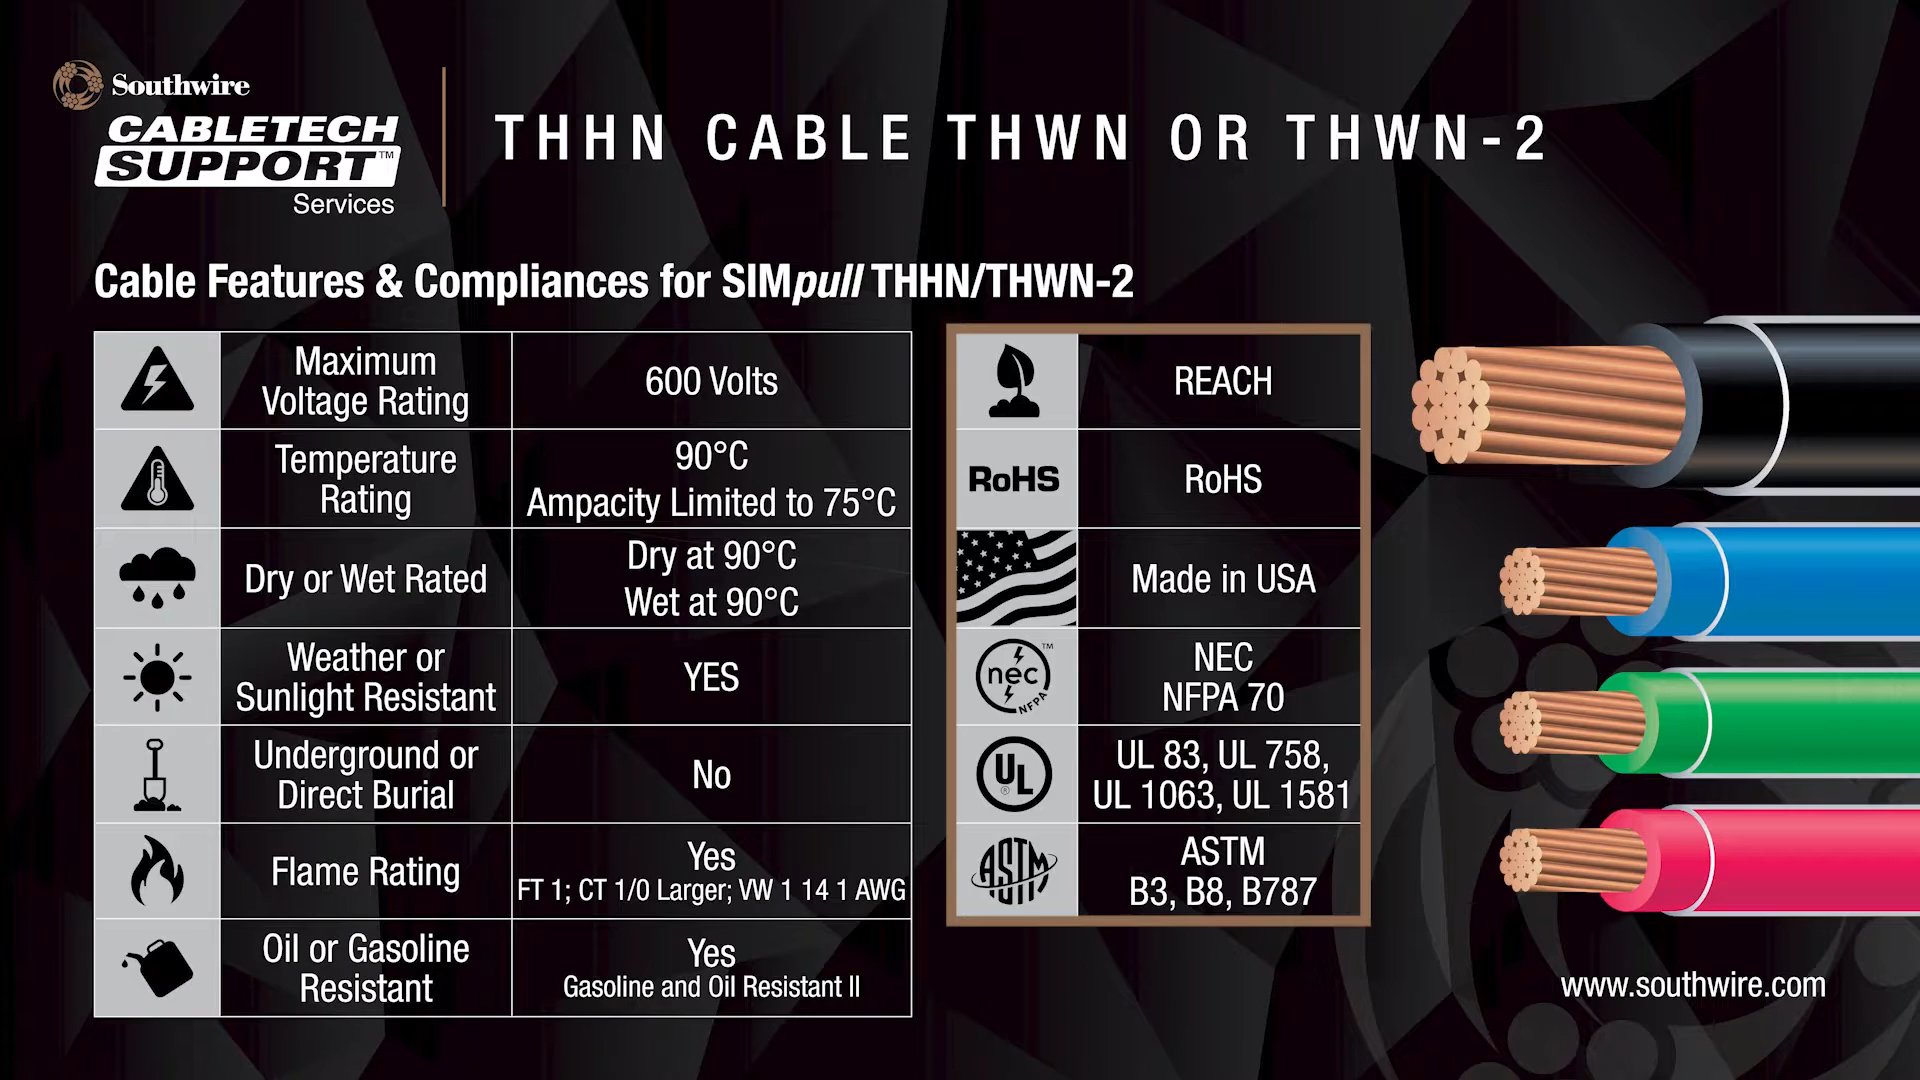 Southwire
CABLETECH
SUPPORT™
Services
THHN CABLE THWN OR THWN-2
Cable Features & Compliances for SIMpull THHN/THWN-2
Maximum
Voltage Rating
600 Volts
Temperature
Rating
90°C
Ampacity Limited to 75°C
Dry or Wet Rated
Dry at 90°C
Wet at 90°C
Weather or
Sunlight Resistant
YES
Underground or
Direct Burial
No
Flame Rating
Yes
FT 1; CT 1/0 Larger; VW 1 14 1 AWG
Oil or Gasoline
Resistant
Yes
Gasoline and Oil Resistant II
REACH
RoHS
RoHS
Made in USA
nec™
NFPA
NEC
NFPA 70
UL®
UL 83, UL 758,
UL 1063, UL 1581
ASTM
ASTM
B3, B8, B787
www.southwire.com